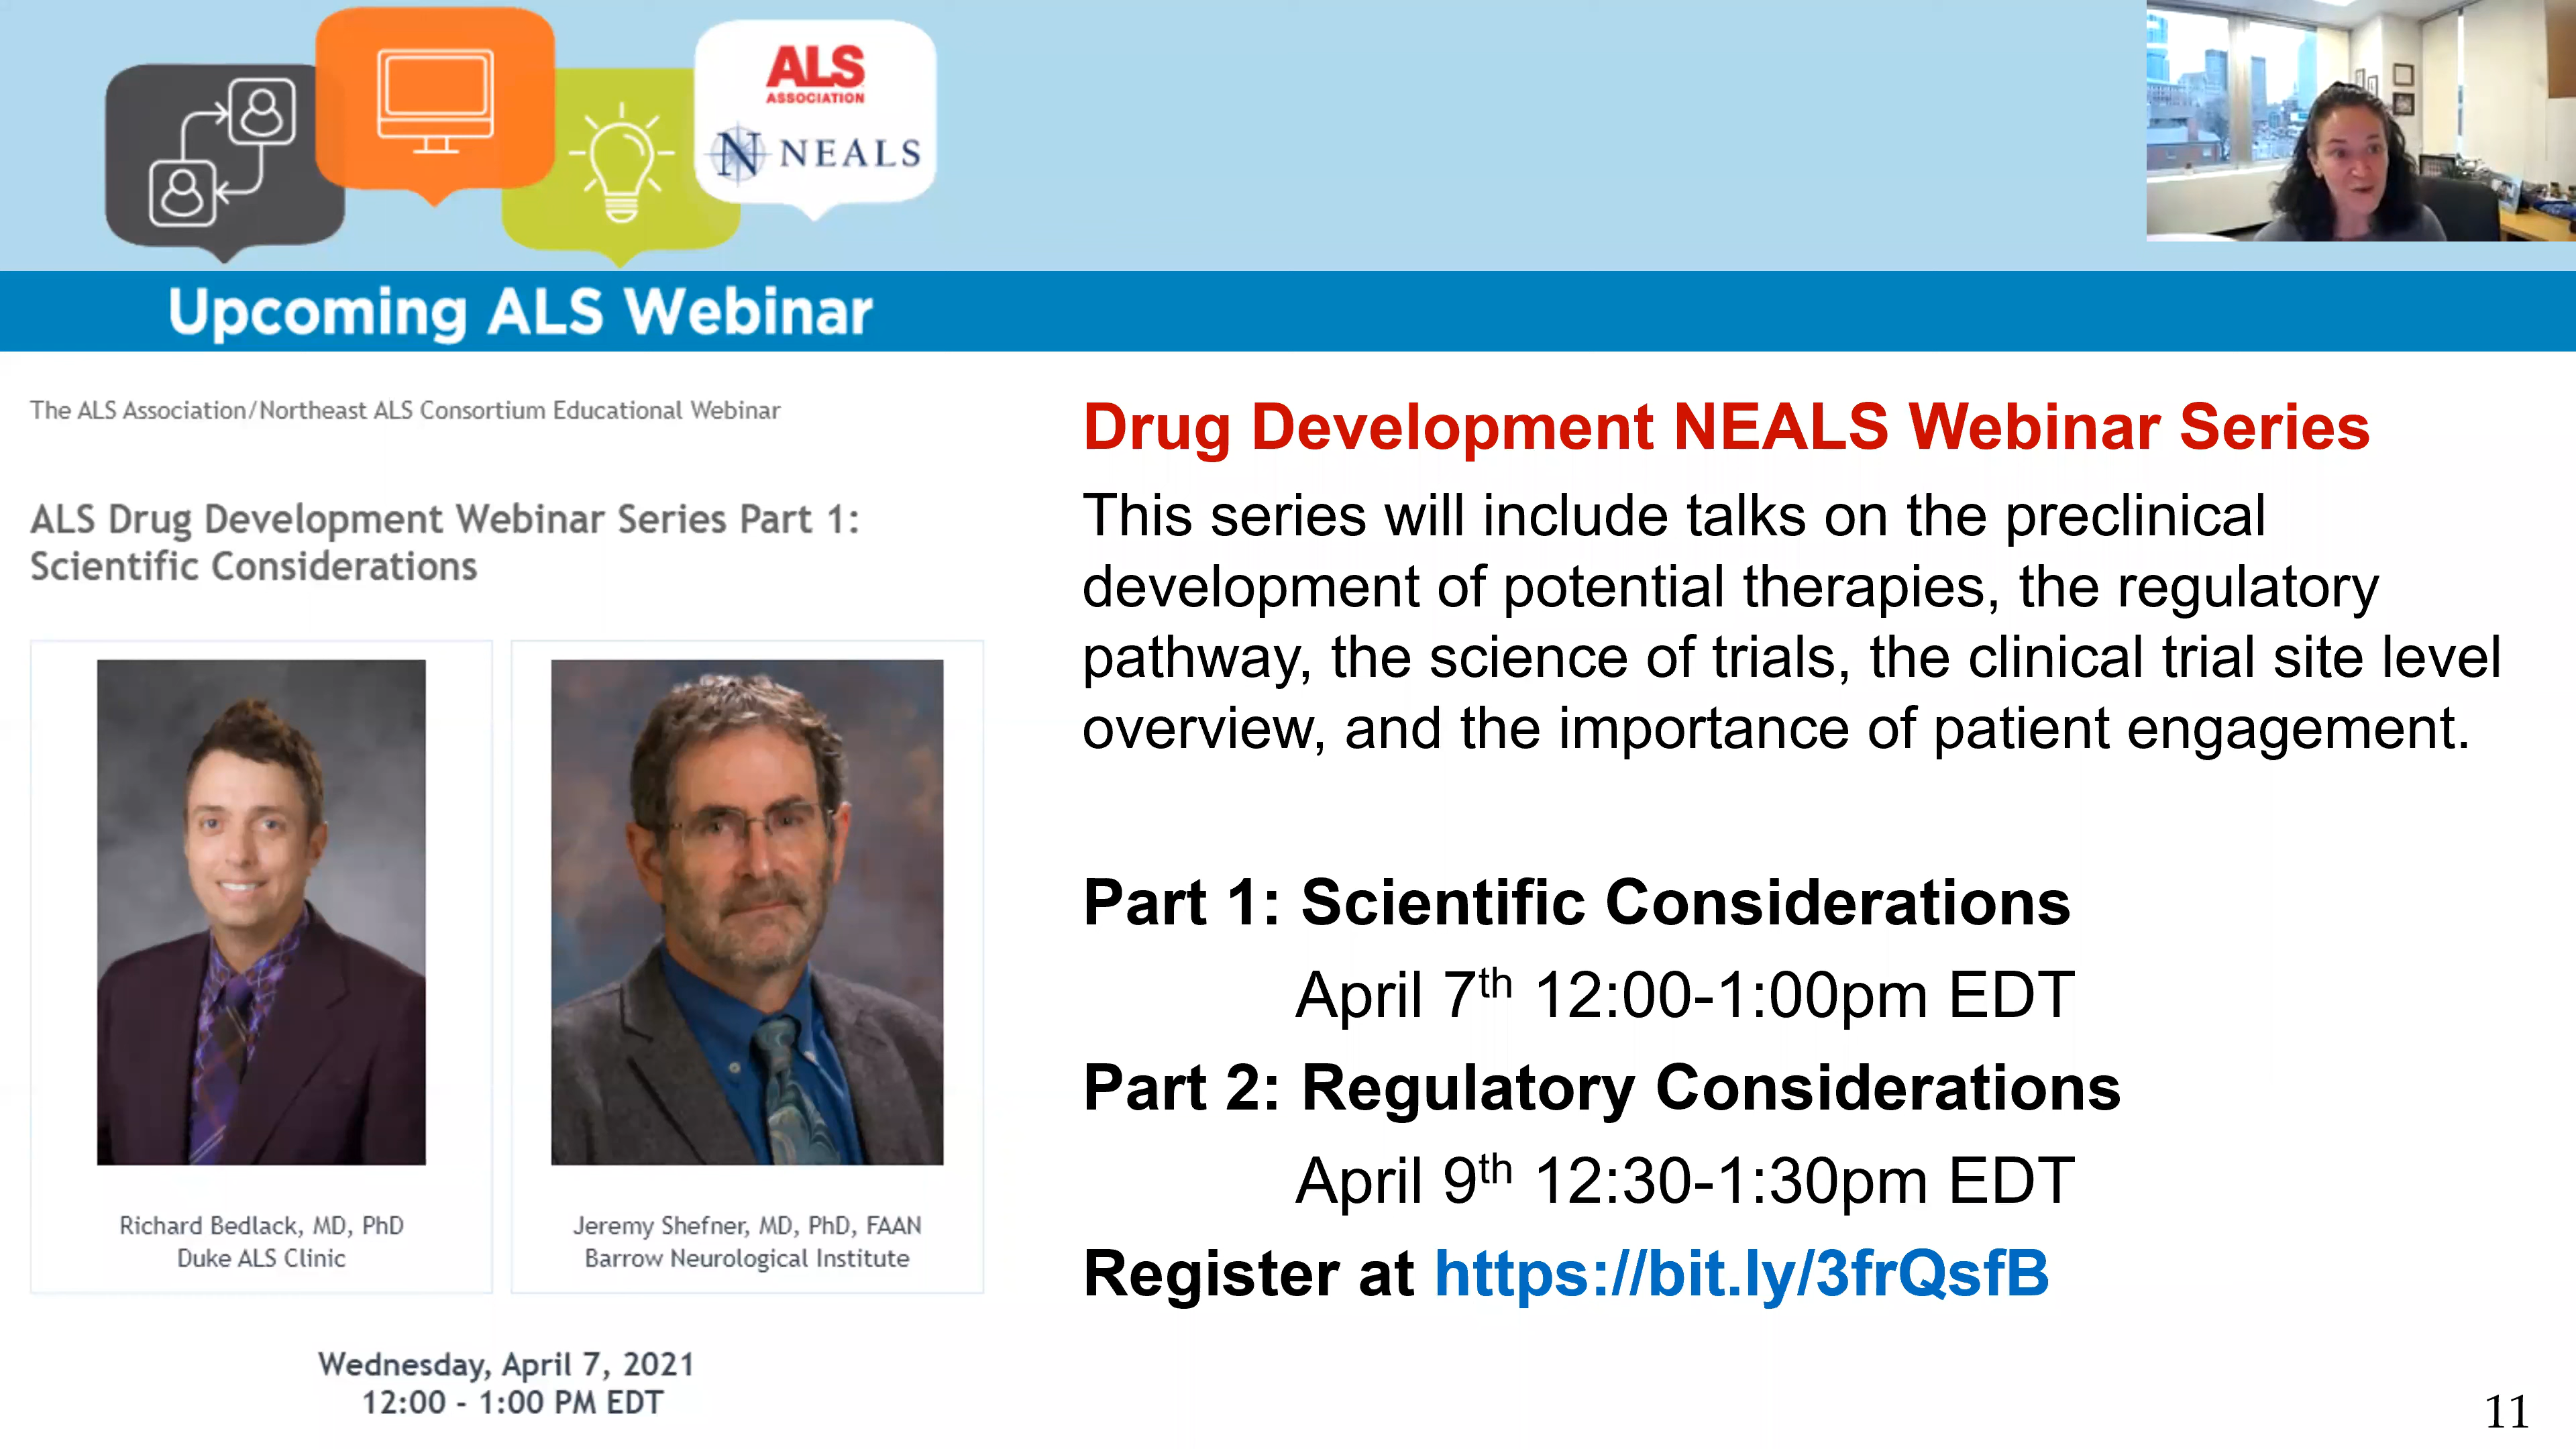 ALS
ASSOCIATION
N NEALS
Upcoming ALS Webinar
The ALS Association/Northeast ALS Consortium Educational Webinar
ALS Drug Development Webinar Series Part 1:
Scientific Considerations
Richard Bedlack, MD, PhD
Duke ALS Clinic
Jeremy Shefner, MD, PhD, FAAN
Barrow Neurological Institute
Wednesday, April 7, 2021
12:00 - 1:00 PM EDT
Drug Development NEALS Webinar Series
This series will include talks on the preclinical
development of potential therapies, the regulatory
pathway, the science of trials, the clinical trial site level
overview, and the importance of patient engagement.
Part 1: Scientific Considerations
April 7th 12:00-1:00pm EDT
Part 2: Regulatory Considerations
April 9th 12:30-1:30pm EDT
Register at https://bit.ly/3frQsfB
11